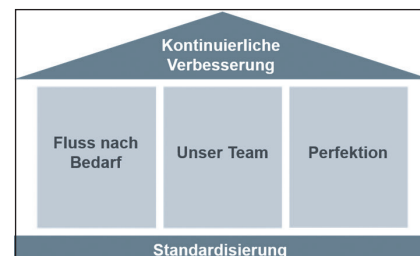 Kontinuierliche
Verbesserung
Fluss nach
Bedarf
Unser Team
Perfektion
Standardisierung